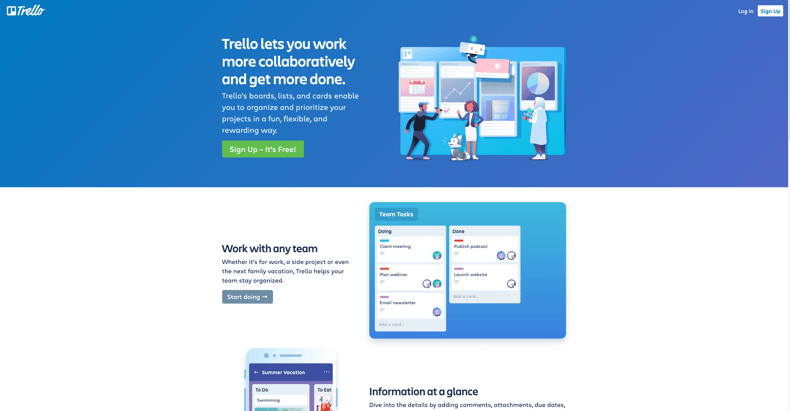 Trello
Log In
Sign Up
Trello lets you work
more collaboratively
and get more done.
Trello's boards, lists, and cards enable
you to organize and prioritize your
projects in a fun, flexible, and
rewarding way.
Sign Up – It's Free!
Work with any team
Whether it's for work, a side project or even
the next family vacation, Trello helps your
team stay organized.
Start doing →
Team Tasks
Doing
Client meeting
Plan webinar
Email newsletter
Add a card...
Done
Publish podcast
Launch website
Add a card...
← Summer Vacation ...
To Do
Swimming
To Eat
Information at a glance
Dive into the details by adding comments, attachments, due dates,